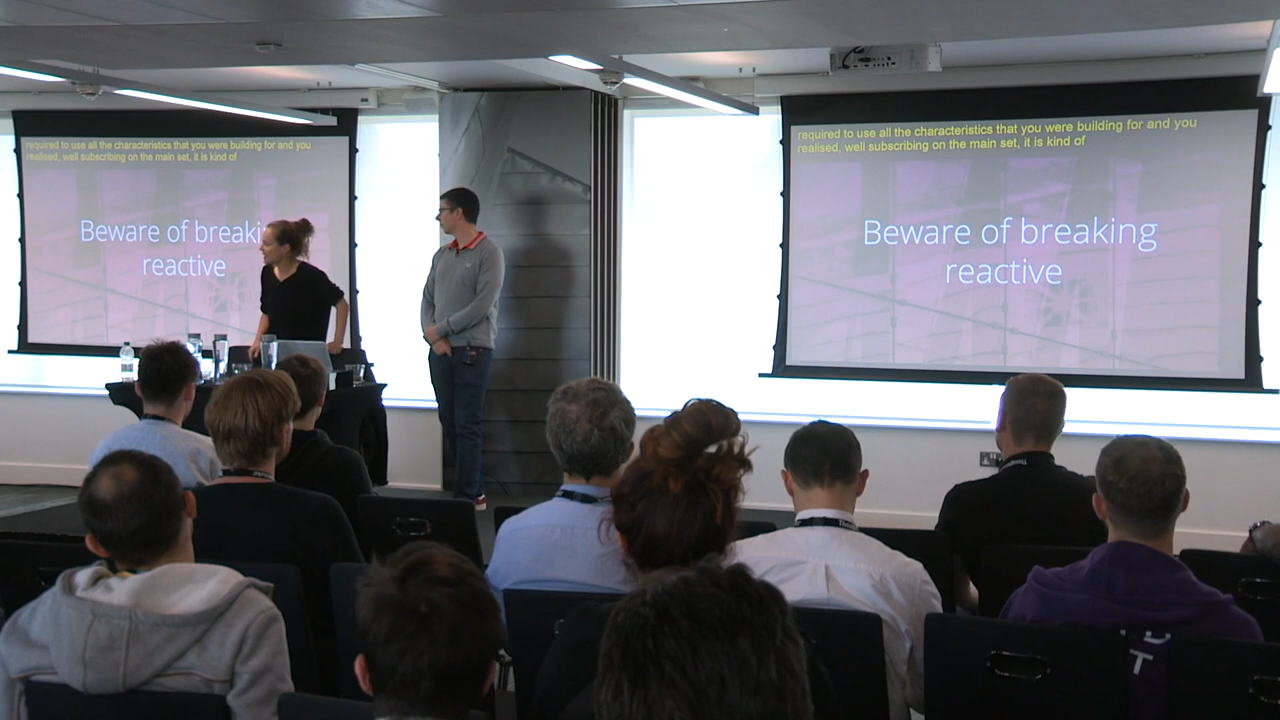 required to use all the characteristics that you were building for and you
realised, well subscribing on the main set, it is kind of
Beware of breaki
reactive
required to use all the characteristics that you were building for and you
realised, well subscribing on the main set, it is kind of
Beware of breaking
reactive